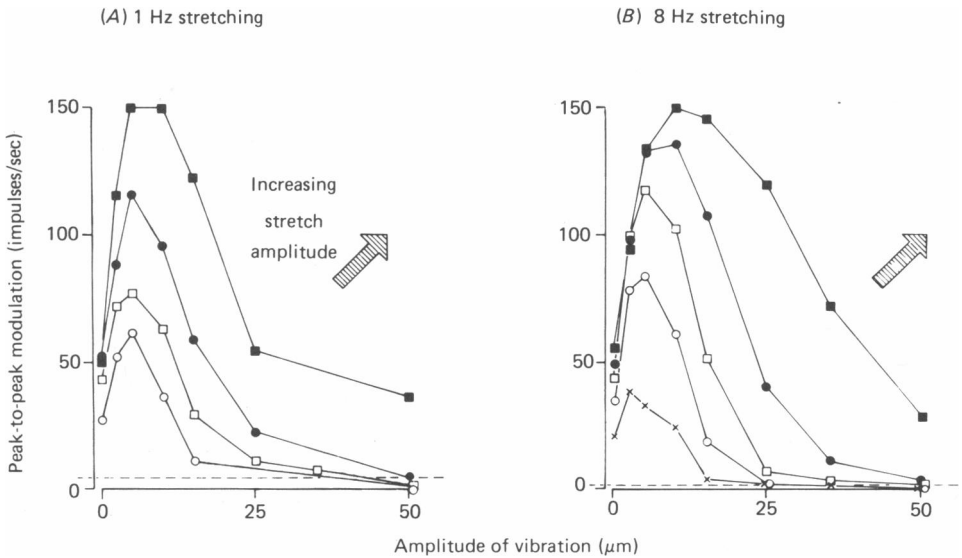 (A) 1 Hz stretching
(B) 8 Hz stretching
Peak-to-peak modulation (impulses/sec)
150
100
50
0
Increasing
stretch
amplitude
0
25
50
150
100
50
0
0
25
50
Amplitude of vibration (μm)